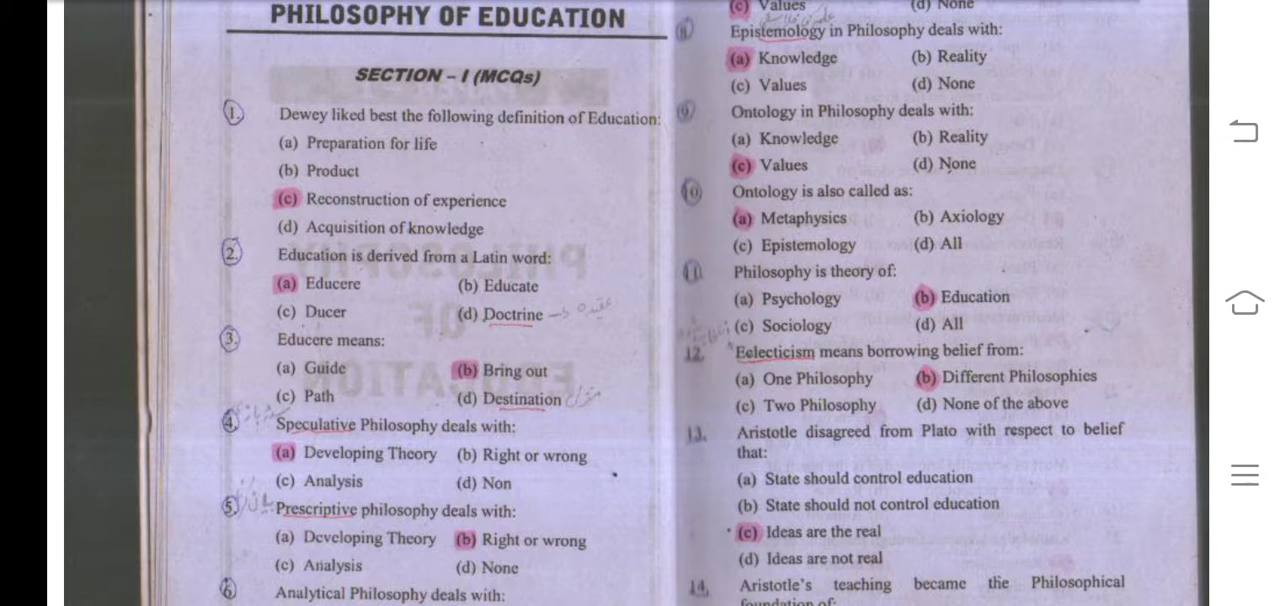 PHILOSOPHY OF EDUCATION
SECTION – I (MCQs)
1. Dewey liked best the following definition of Education:
(a) Preparation for life
(b) Product
(c) Reconstruction of experience
(d) Acquisition of knowledge
2. Education is derived from a Latin word:
(a) Educere (b) Educate
(c) Ducer (d) Doctrine → عقیدہ
3. Educere means:
(a) Guide (b) Bring out
(c) Path (d) Destination منزل
4. Speculative Philosophy deals with:
(a) Developing Theory (b) Right or wrong
(c) Analysis (d) Non
5. Prescriptive philosophy deals with:
(a) Developing Theory (b) Right or wrong
(c) Analysis (d) None
6 Analytical Philosophy deals with:
(c) Values (d) None
8 Epistemology in Philosophy deals with:
(a) Knowledge (b) Reality
(c) Values (d) None
9 Ontology in Philosophy deals with:
(a) Knowledge (b) Reality
(c) Values (d) None
10 Ontology is also called as:
(a) Metaphysics (b) Axiology
(c) Epistemology (d) All
11 Philosophy is theory of:
(a) Psychology (b) Education
(c) Sociology (d) All
12. Eelecticism means borrowing belief from:
(a) One Philosophy (b) Different Philosophies
(c) Two Philosophy (d) None of the above
13. Aristotle disagreed from Plato with respect to belief
that:
(a) State should control education
(b) State should not control education
(c) Ideas are the real
(d) Ideas are not real
14. Aristotle's teaching became the Philosophical
foundation of: